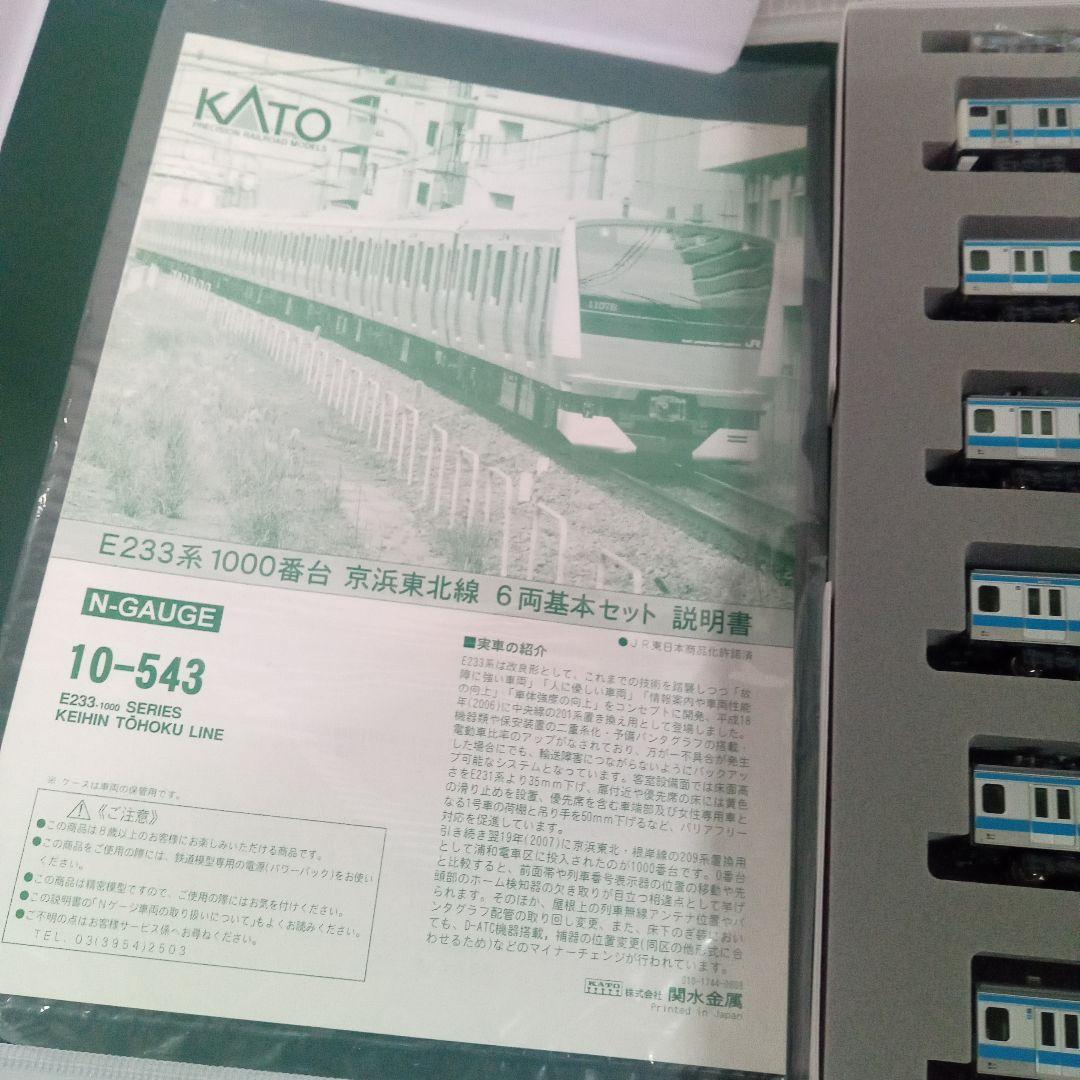 KATO
PRECISION RAILROAD MODELS
1107B
JR
E233系1000番台 京浜東北線 6両基本セット 説明書
N-GAUGE
●JR東日本商品化許諾済
10-543
E233-1000 SERIES
KEIHIN TŌHOKU LINE
※ ケースは車両の保管用です。
⚠《ご注意》
●この商品は8歳以上のお客様にお楽しみいただける商品です。
●この商品をご使用の際には、鉄道模型専用の電源(パワーパック)をお使い
ください。
●この商品は精密模型ですので、ご使用の際にはお気を付けください。
●この説明書の「Nゲージ車両の取り扱いについて」もよくお読みください。
●ご不明の点はお客様サービス係へお尋ねください。
TEL. 03(3954)2503
■実車の紹介
E233系は改良形として、これまでの技術を踏襲しつつ「故
障に強い車両」「人に優しい車両」「情報案内や車両性能
の向上」「車体強度の向上」をコンセプトに開発、平成18
年(2006)に中央線の201系置き換え用として登場しました。
機器類や保安装置の二重系化・予備パンタグラフの搭載・
電動車比率のアップがなされており、万が一不具合が発生
した場合にでも、輸送障害につながらないようにバックアッ
プ可能なシステムとなっています。客室設備面では床面高
さをE231系より35mm下げ、扉付近や優先席の床には黄色
の滑り止めを設置、優先席を含む車端部及び女性専用車と
なる1号車の荷棚と吊り手を50mm下げるなど、バリアフリー
対応を促進しています。
引き続き翌19年(2007)に京浜東北・根岸線の209系置換用
として浦和電車区に投入されたのが1000番台です。0番台
と比較すると、前面帯や列車番号表示器の位置の移動や先
頭部のホーム検知器の欠き取りが目立つ相違点として挙げ
られます。そのほか、屋根上の列車無線アンテナ位置やパ
ンタグラフ配管の取り回し変更、また、床下のぎ装におい
ても、D-ATC機器搭載，補器の位置変更(同区の他形式に合
わせるため)などのマイナーチェンジが行われています。
KATO 株式会社 関水金属
Printed in Japan